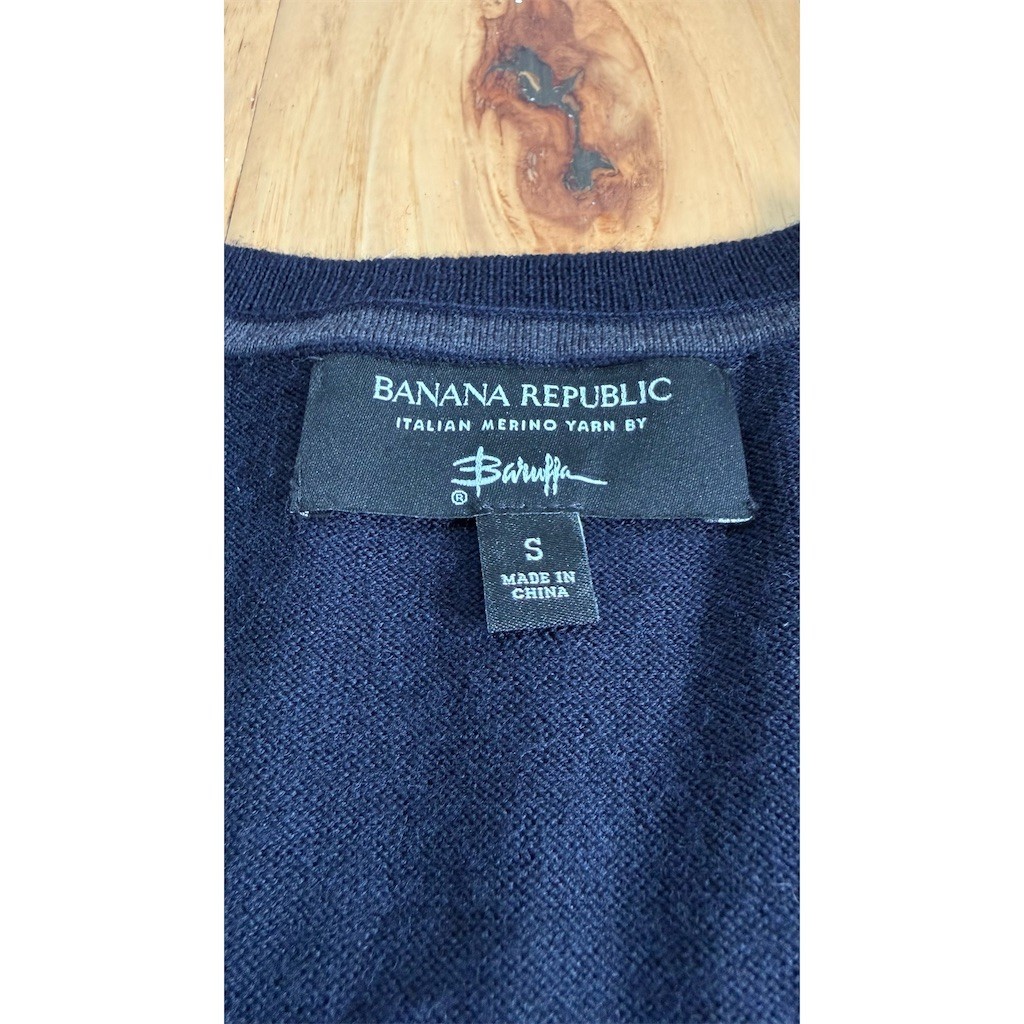 BANANA REPUBLIC
ITALIAN MERINO YARN BY
Baruffa
®
S
MADE IN
CHINA